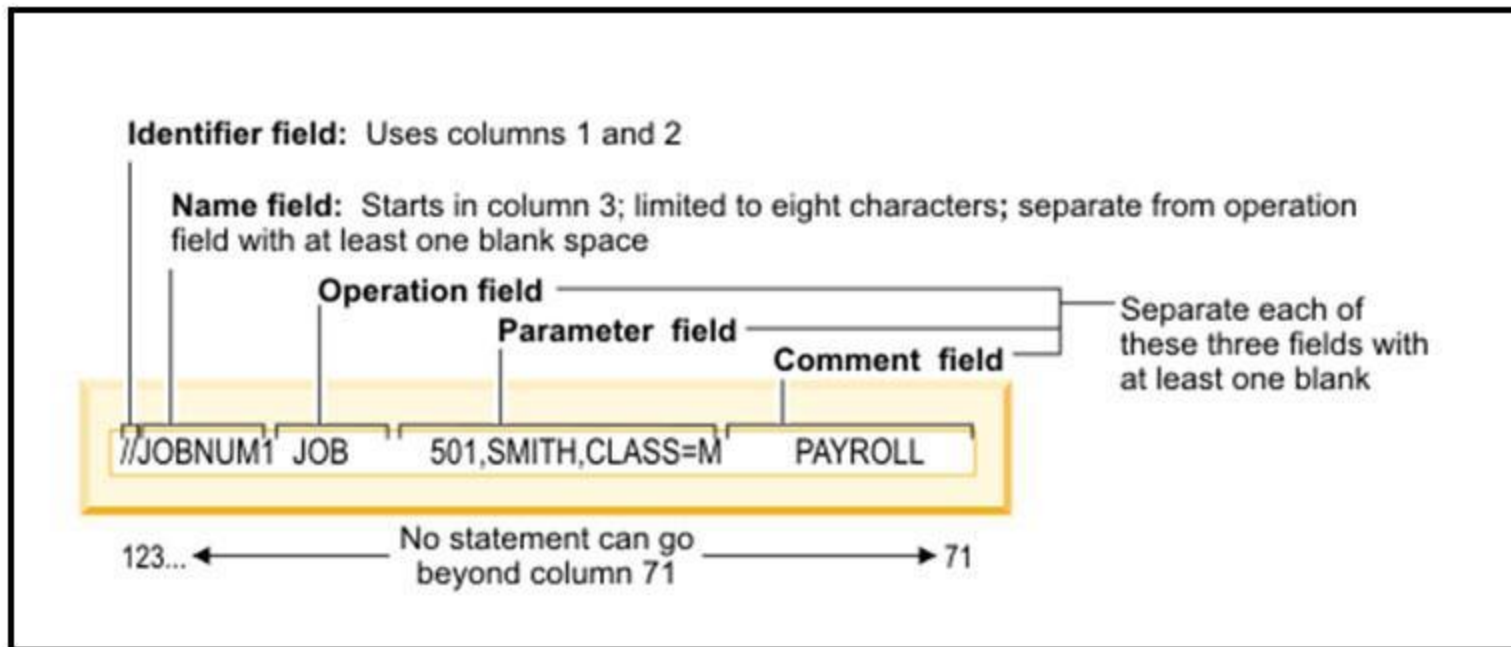 Identifier field: Uses columns 1 and 2
Name field: Starts in column 3; limited to eight characters; separate from operation
field with at least one blank space
Operation field
Parameter field
Comment field
Separate each of
these three fields with
at least one blank
//JOBNUM1 JOB 501,SMITH,CLASS=M PAYROLL
123... No statement can go 71
beyond column 71